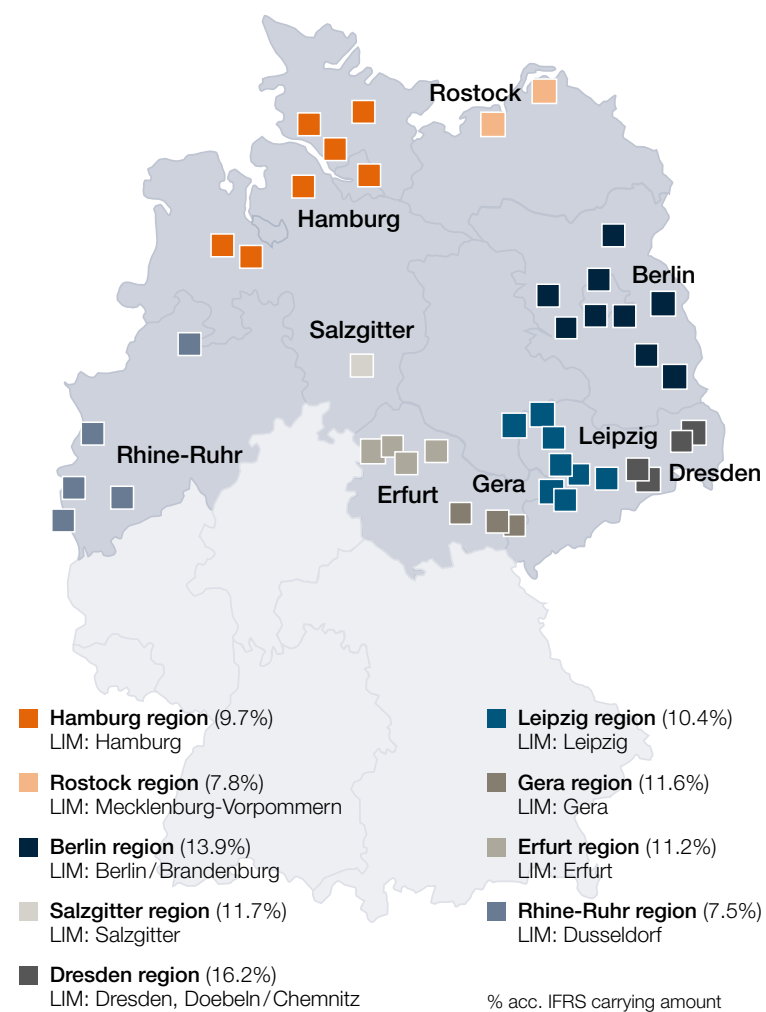 Rostock
Hamburg
Berlin
Salzgitter
Leipzig
Rhine-Ruhr
Dresden
Gera
Erfurt
Hamburg region (9.7%)
LIM: Hamburg
Rostock region (7.8%)
LIM: Mecklenburg-Vorpommern
Berlin region (13.9%)
LIM: Berlin/Brandenburg
Salzgitter region (11.7%)
LIM: Salzgitter
Dresden region (16.2%)
LIM: Dresden, Doebeln/Chemnitz
Leipzig region (10.4%)
LIM: Leipzig
Gera region (11.6%)
LIM: Gera
Erfurt region (11.2%)
LIM: Erfurt
Rhine-Ruhr region (7.5%)
LIM: Dusseldorf
% acc. IFRS carrying amount